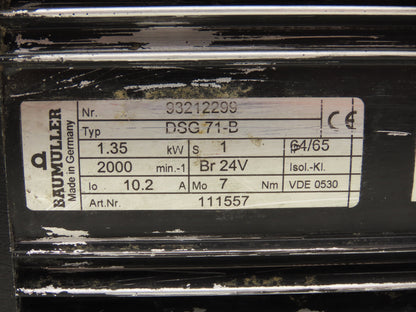 BAUMÜLLER
Made in Germany
Nr. 93212299
Typ DSG 71-B
CE
1.35 kW S 1 64/65
2000 min.-1 Br 24V Isol.-Kl.
Io 10.2 A Mo 7 Nm VDE 0530
Art.Nr. 111557